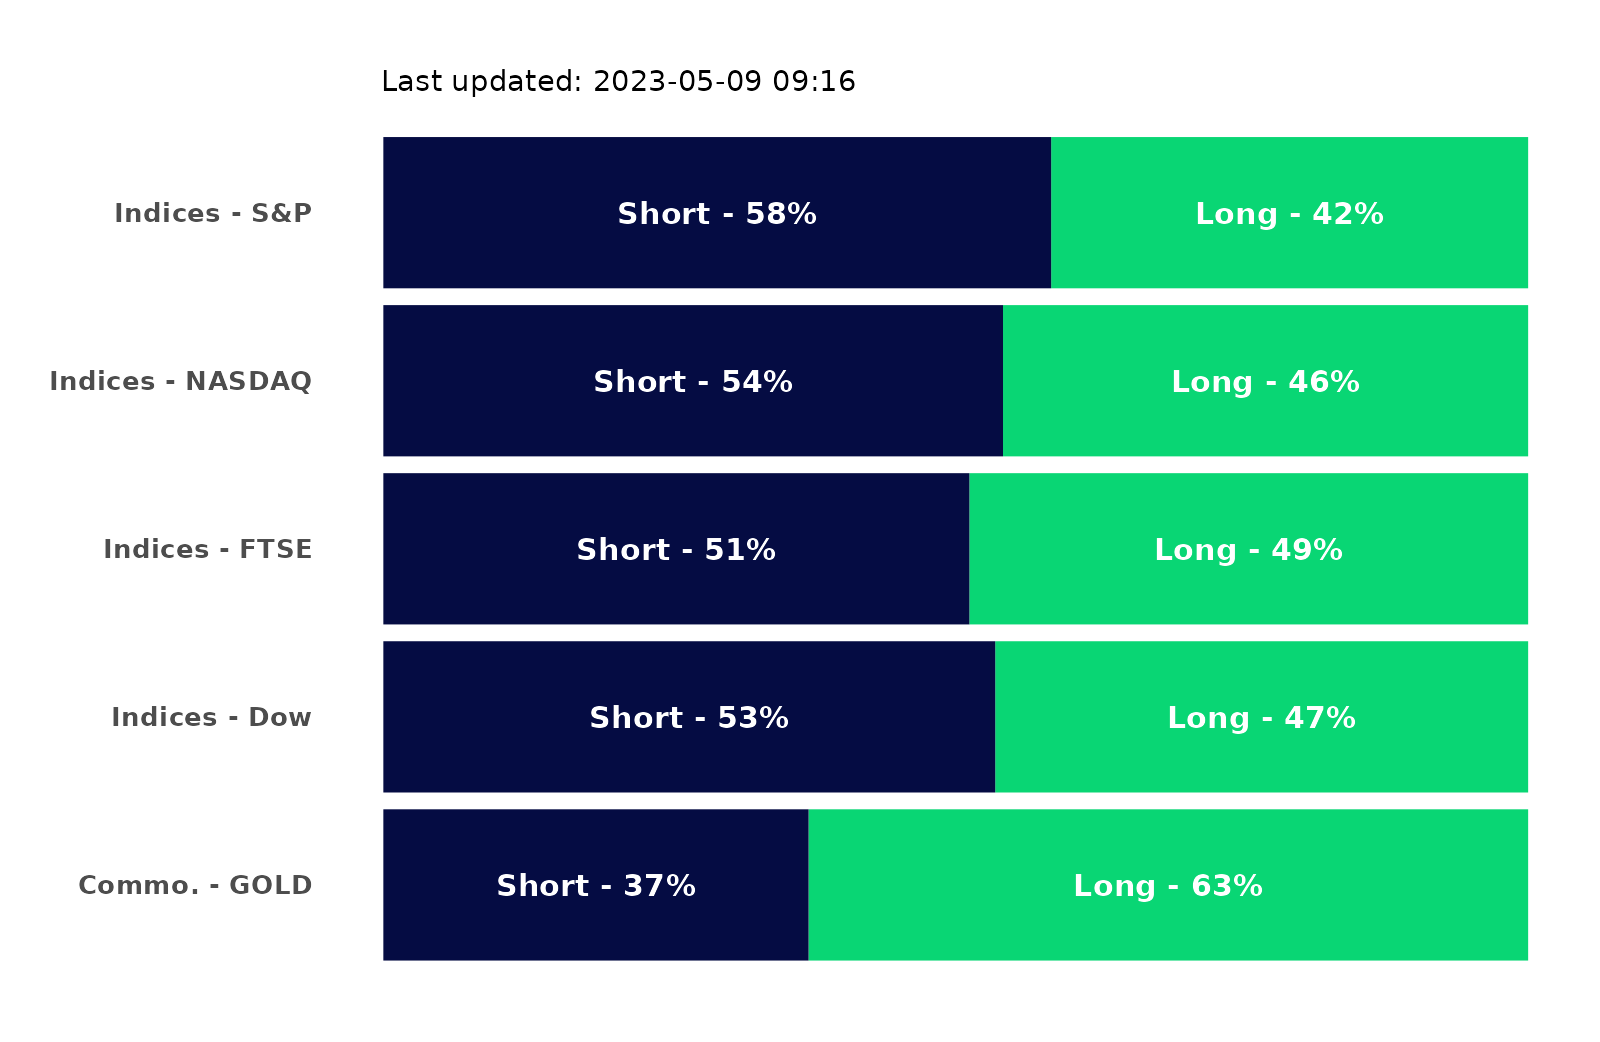 Last updated: 2023-05-09 09:16
Indices - S&P Short - 58% Long - 42%
Indices - NASDAQ Short - 54% Long - 46%
Indices - FTSE Short - 51% Long - 49%
Indices - Dow Short - 53% Long - 47%
Commo. - GOLD Short - 37% Long - 63%